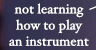 not learning
how to play
an instrument